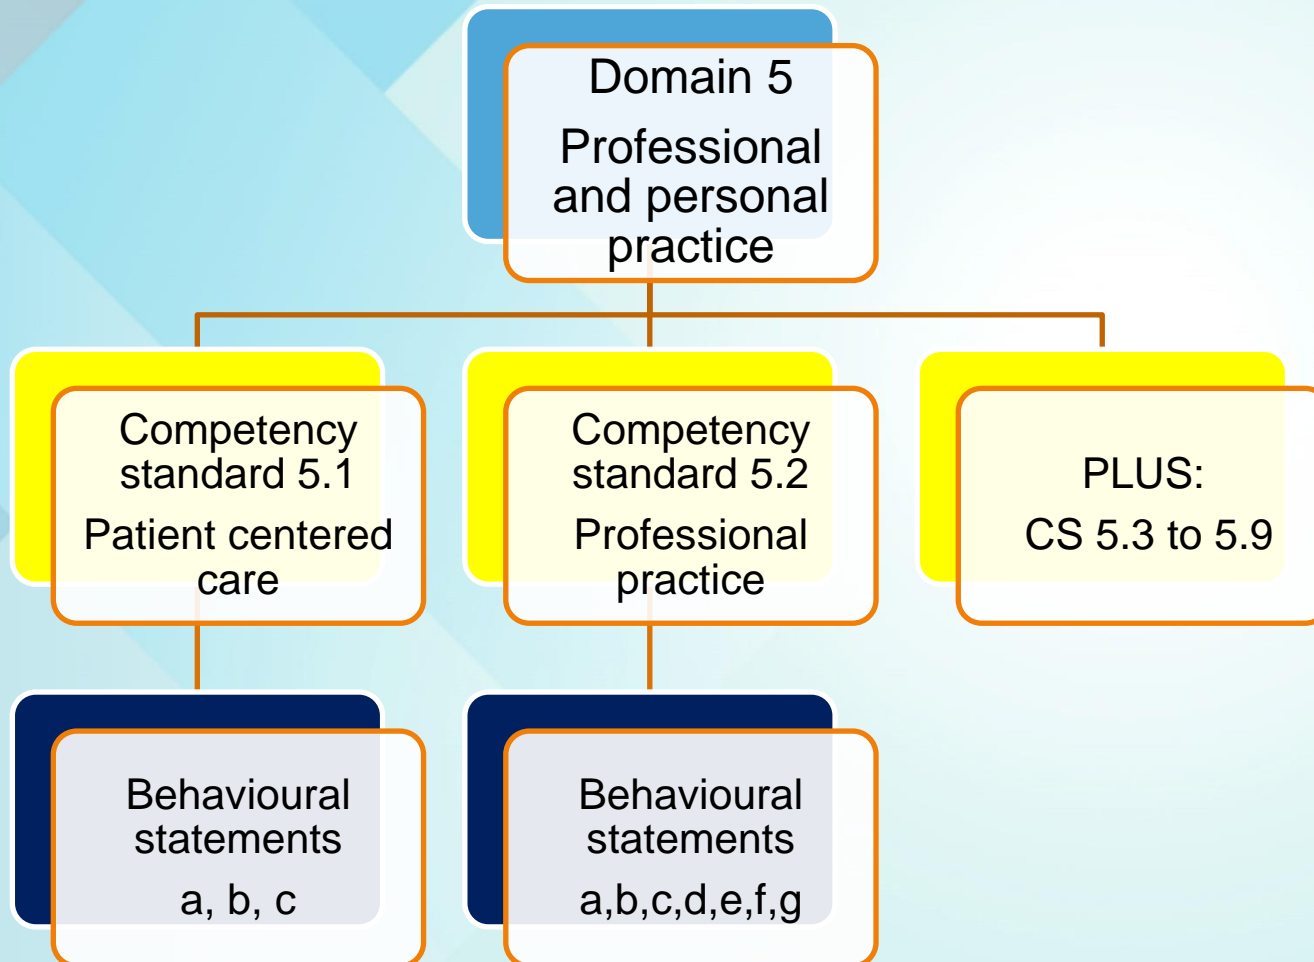 Domain 5
Professional
and personal
practice
Competency
standard 5.1
Patient centered
care
Competency
standard 5.2
Professional
practice
PLUS:
CS 5.3 to 5.9
Behavioural
statements
a, b, c
Behavioural
statements
a,b,c,d,e,f,g